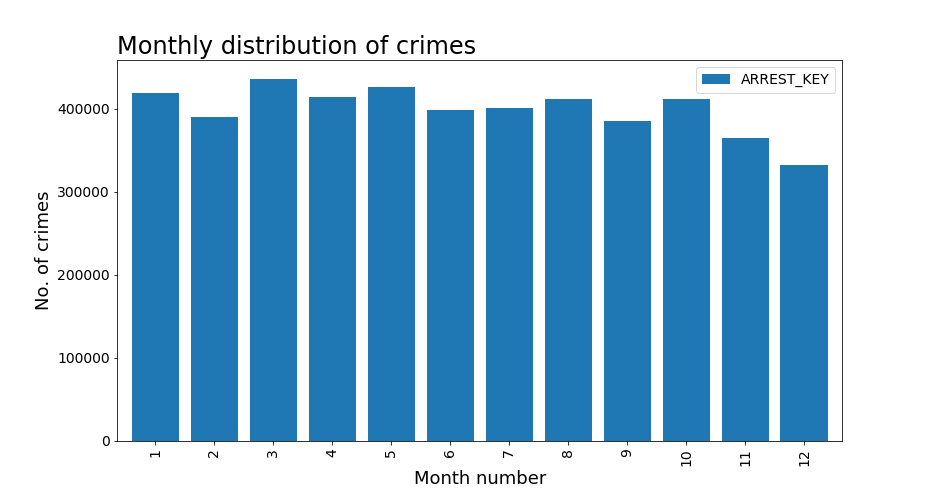 Monthly distribution of crimes
ARREST_KEY
400000
300000
200000
100000
0
No. of crimes
1 2 3 4 5 6 7 8 9 10 11 12
Month number